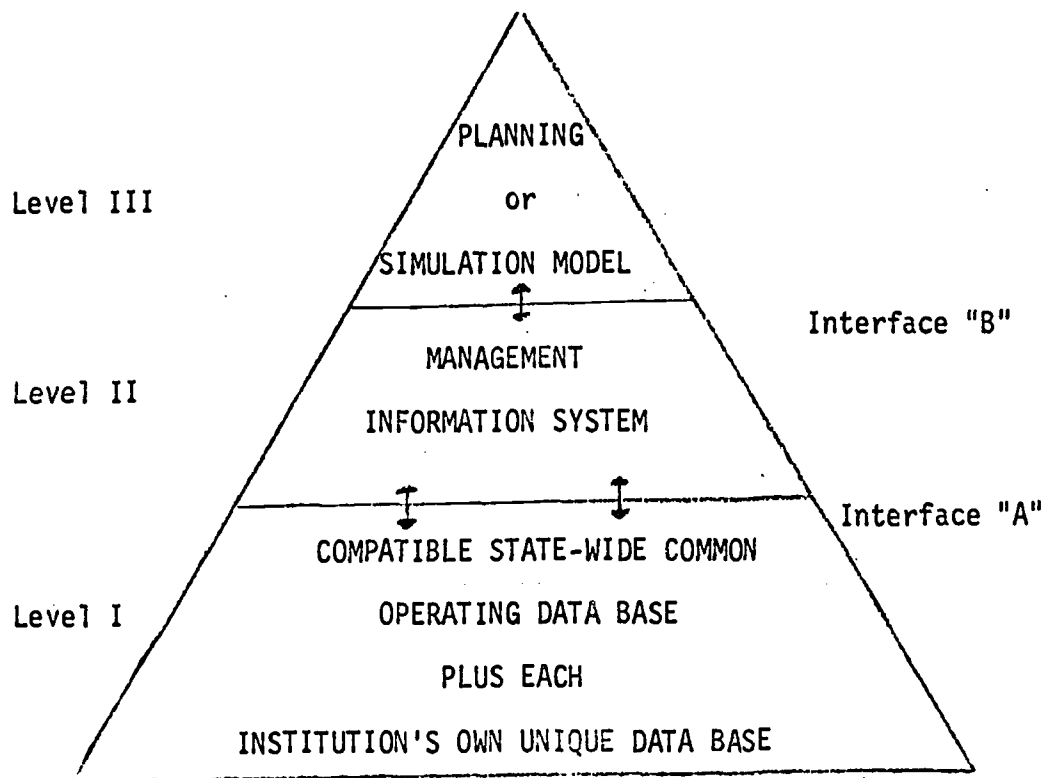 PLANNING
Level III
or
SIMULATION MODEL
Interface "B"
MANAGEMENT
Level II
INFORMATION SYSTEM
Interface "A"
COMPATIBLE STATE-WIDE COMMON
Level I
OPERATING DATA BASE
PLUS EACH
INSTITUTION'S OWN UNIQUE DATA BASE